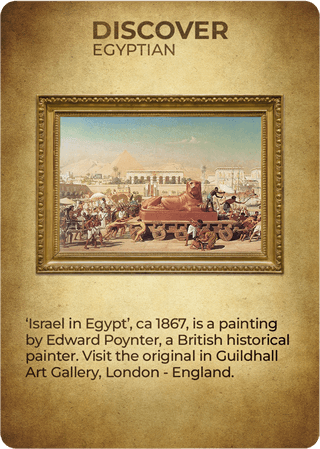 DISCOVER
EGYPTIAN
‘Israel in Egypt’, ca 1867, is a painting
by Edward Poynter, a British historical
painter. Visit the original in Guildhall
Art Gallery, London - England.